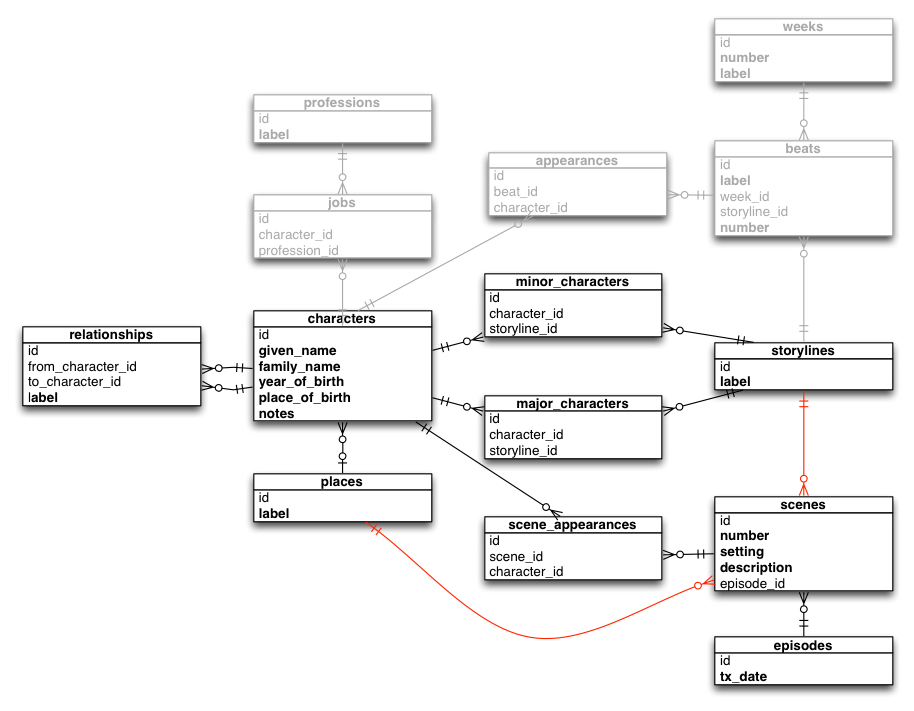 weeks
id
number
label
professions
id
label
beats
id
label
week_id
storyline_id
number
appearances
id
beat_id
character_id
jobs
id
character_id
profession_id
minor_characters
id
character_id
storyline_id
characters
id
given_name
family_name
year_of_birth
place_of_birth
notes
relationships
id
from_character_id
to_character_id
label
storylines
id
label
major_characters
id
character_id
storyline_id
places
id
label
scenes
id
number
setting
description
episode_id
scene_appearances
id
scene_id
character_id
episodes
id
tx_date